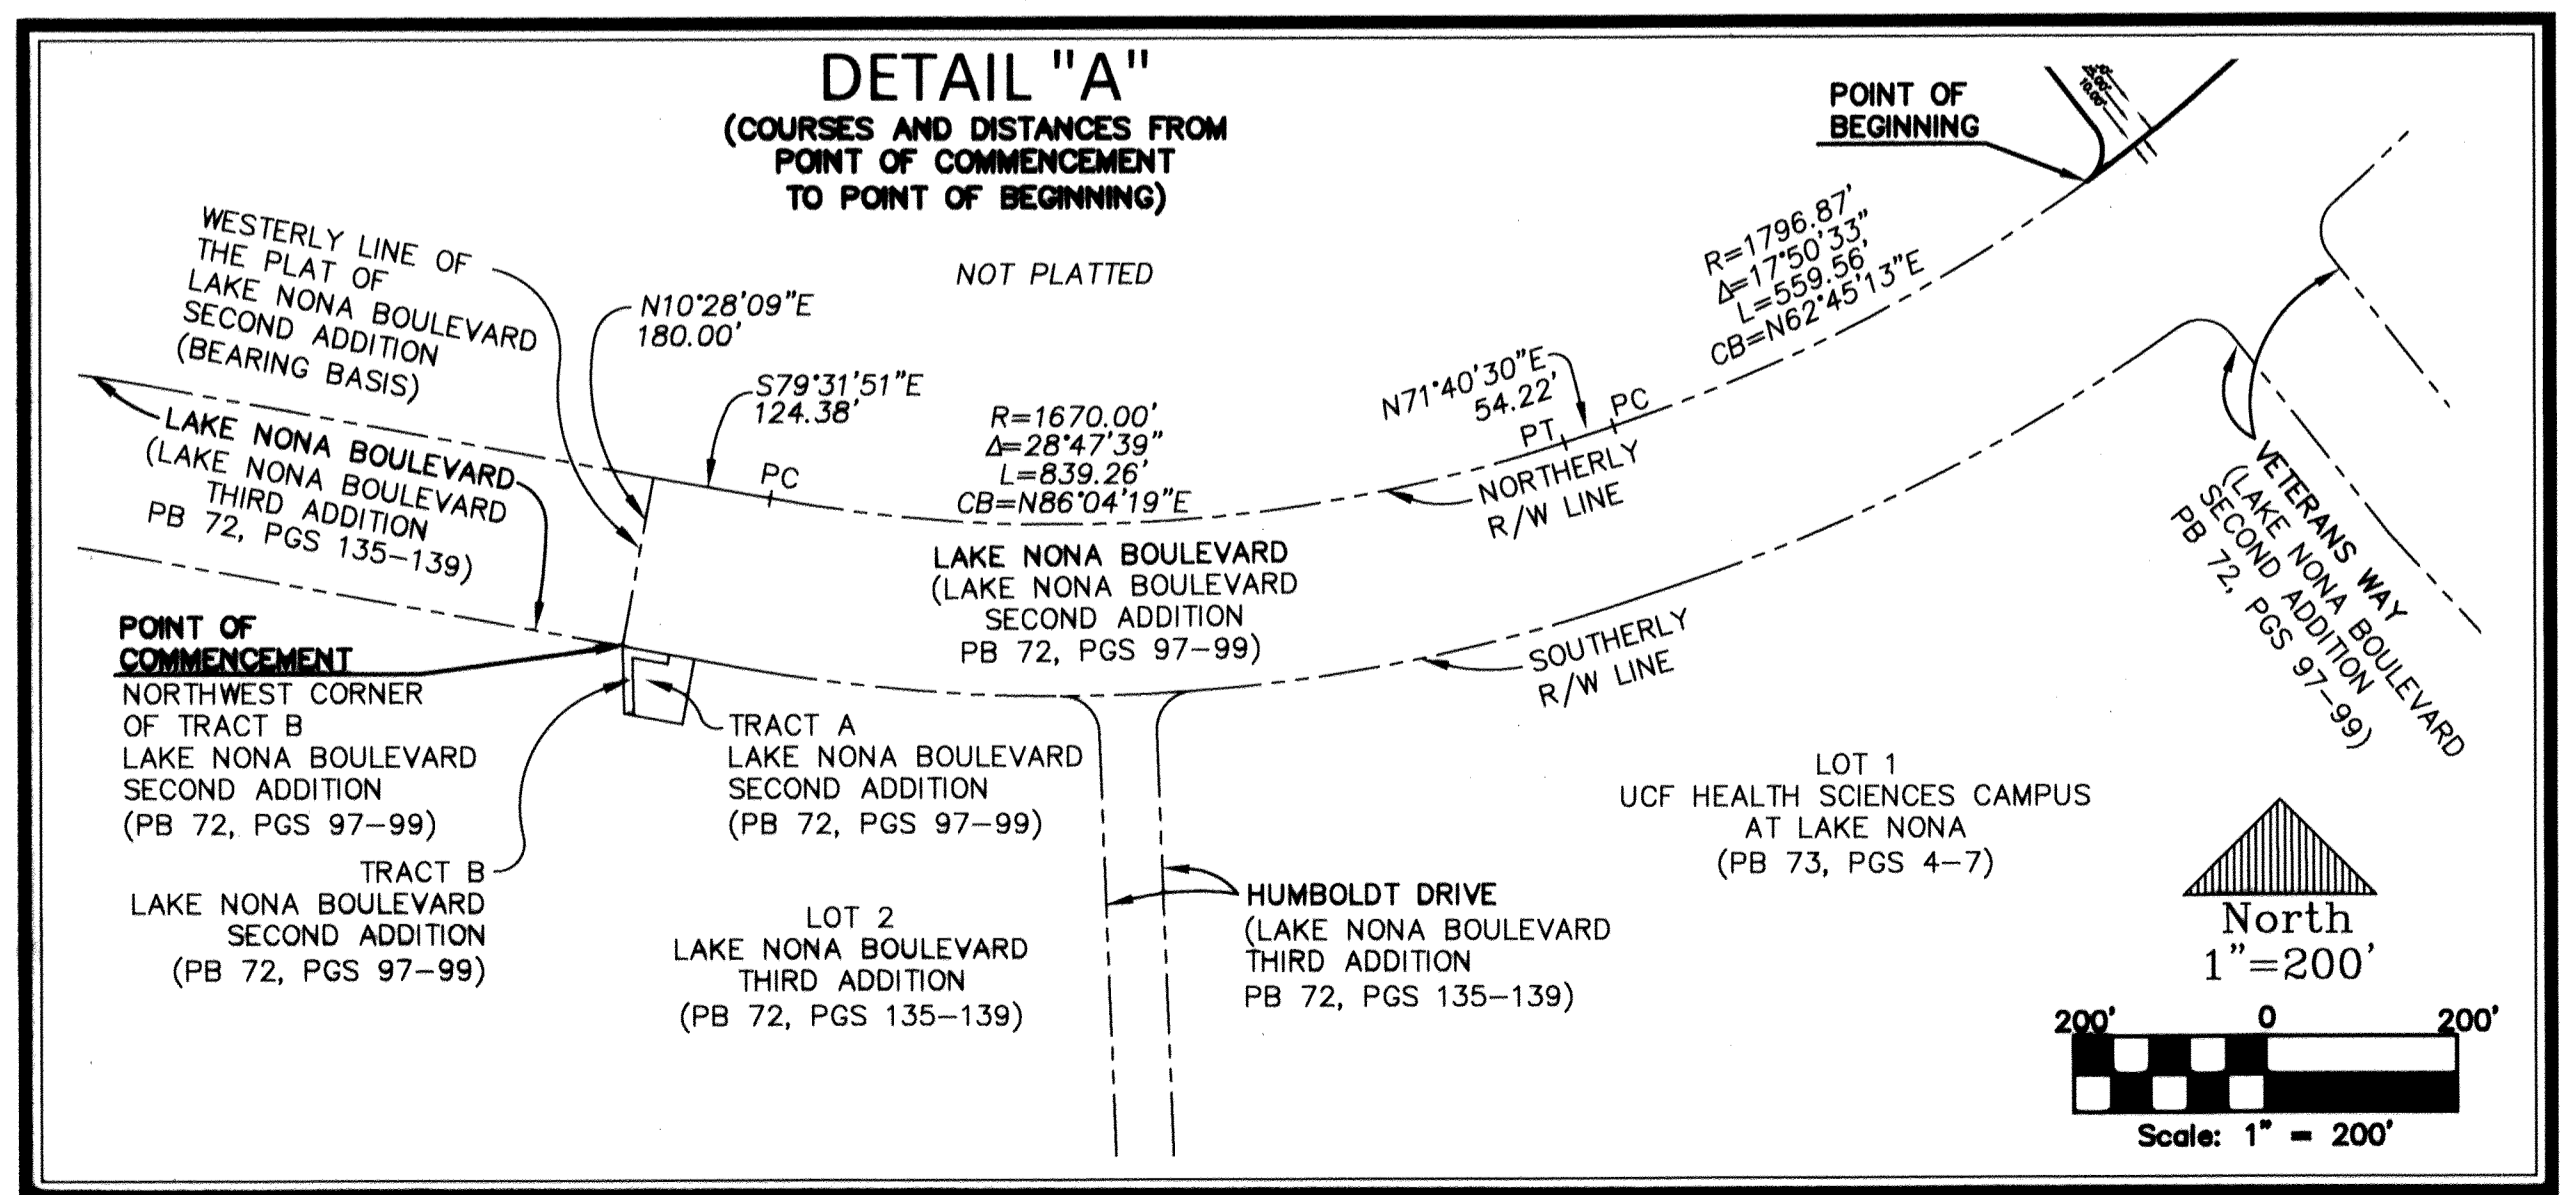 DETAIL "A"
(COURSES AND DISTANCES FROM
POINT OF COMMENCEMENT
TO POINT OF BEGINNING)
POINT OF
BEGINNING
10.00'
WESTERLY LINE OF
THE PLAT OF
LAKE NONA BOULEVARD
SECOND ADDITION
(BEARING BASIS)
NOT PLATTED
N10°28'09"E
180.00'
S79°31'51"E
124.38'
PC
R=1670.00'
Δ=28°47'39"
L=839.26'
CB=N86°04'19"E
N71°40'30"E
54.22'
PT
PC
R=1796.87'
Δ=17°50'33"
L=559.56'
CB=N62°45'13"E
NORTHERLY
R/W LINE
LAKE NONA BOULEVARD
(LAKE NONA BOULEVARD
THIRD ADDITION
PB 72, PGS 135-139)
LAKE NONA BOULEVARD
(LAKE NONA BOULEVARD
SECOND ADDITION
PB 72, PGS 97-99)
SOUTHERLY
R/W LINE
VETERANS WAY
(LAKE NONA BOULEVARD
SECOND ADDITION
PB 72, PGS 97-99)
POINT OF
COMMENCEMENT
NORTHWEST CORNER
OF TRACT B
LAKE NONA BOULEVARD
SECOND ADDITION
(PB 72, PGS 97-99)
TRACT A
LAKE NONA BOULEVARD
SECOND ADDITION
(PB 72, PGS 97-99)
TRACT B
LAKE NONA BOULEVARD
SECOND ADDITION
(PB 72, PGS 97-99)
LOT 2
LAKE NONA BOULEVARD
THIRD ADDITION
(PB 72, PGS 135-139)
HUMBOLDT DRIVE
(LAKE NONA BOULEVARD
THIRD ADDITION
PB 72, PGS 135-139)
LOT 1
UCF HEALTH SCIENCES CAMPUS
AT LAKE NONA
(PB 73, PGS 4-7)
North
1"=200'
200'
0
200'
Scale: 1" = 200'